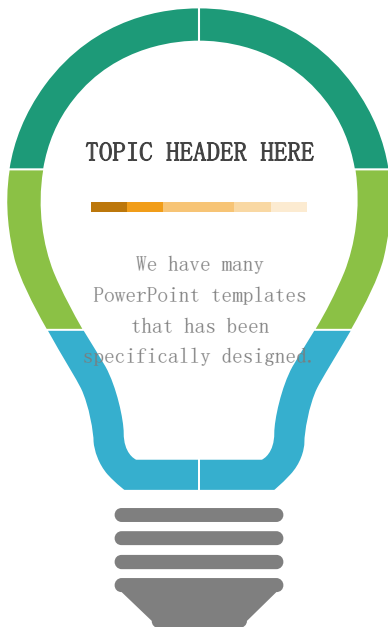 TOPIC HEADER HERE
We have many
PowerPoint templates
that has been
specifically designed.